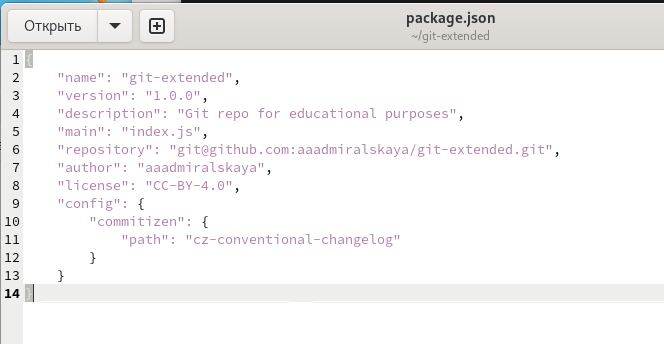 Открыть
package.json
~/git-extended
1 {
2 "name": "git-extended",
3 "version": "1.0.0",
4 "description": "Git repo for educational purposes",
5 "main": "index.js",
6 "repository": "git@github.com:aaadmiralskaya/git-extended.git",
7 "author": "aaadmiralskaya",
8 "license": "CC-BY-4.0",
9 "config": {
10 "commitizen": {
11 "path": "cz-conventional-changelog"
12 }
13 }
14 }